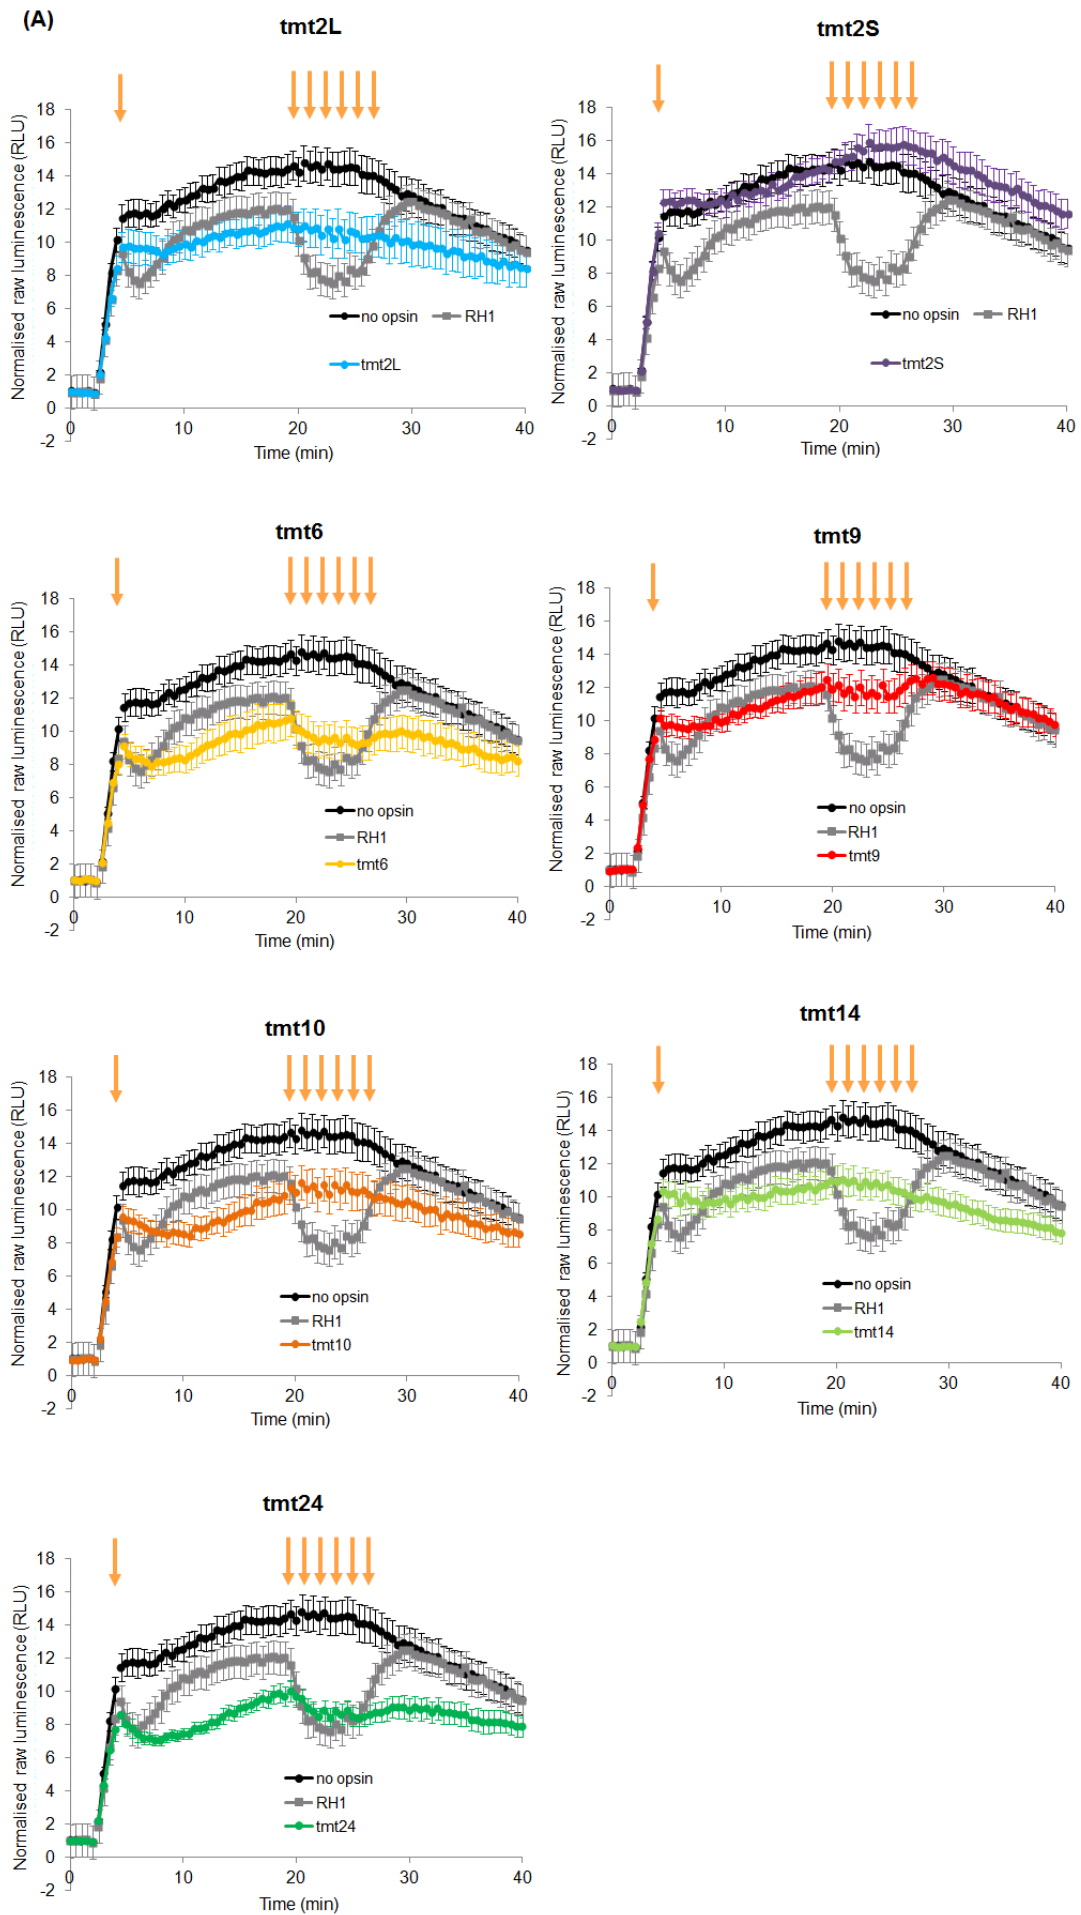 (A)
tmt2L
Normalised raw luminescence (RLU)
18
16
14
12
10
8
6
4
2
0
-2
0 10 20 30 40
Time (min)
no opsin RH1
tmt2L
tmt2S
Normalised raw luminescence (RLU)
18
16
14
12
10
8
6
4
2
0
-2
0 10 20 30 40
Time (min)
no opsin RH1
tmt2S
tmt6
Normalised raw luminescence (RLU)
18
16
14
12
10
8
6
4
2
0
-2
0 10 20 30 40
Time (min)
no opsin
RH1
tmt6
tmt9
Normalised raw luminescence (RLU)
18
16
14
12
10
8
6
4
2
0
-2
0 10 20 30 40
Time (min)
no opsin
RH1
tmt9
tmt10
Normalised raw luminescence (RLU)
18
16
14
12
10
8
6
4
2
0
-2
0 10 20 30 40
Time (min)
no opsin
RH1
tmt10
tmt14
Normalised raw luminescence (RLU)
18
16
14
12
10
8
6
4
2
0
-2
0 10 20 30 40
Time (min)
no opsin
RH1
tmt14
tmt24
Normalised raw luminescence (RLU)
18
16
14
12
10
8
6
4
2
0
-2
0 10 20 30 40
Time (min)
no opsin
RH1
tmt24